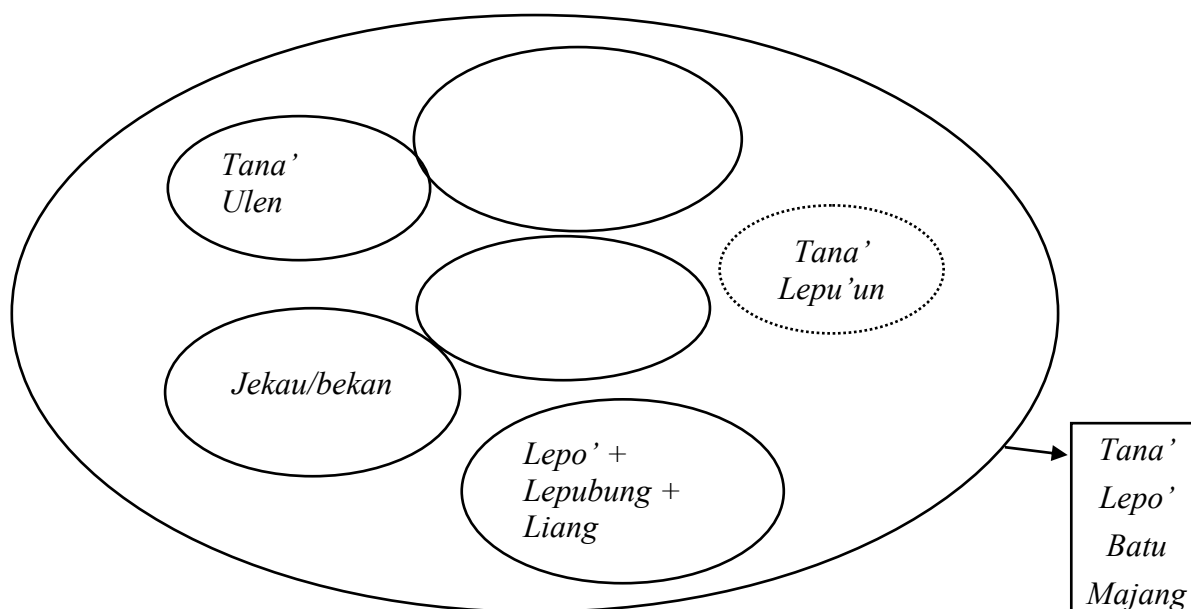 Tana’
Ulen
Tana’
Lepu’un
Jekau/bekan
Lepo’ +
Lepubung +
Liang
Tana’
Lepo’
Batu
Majang